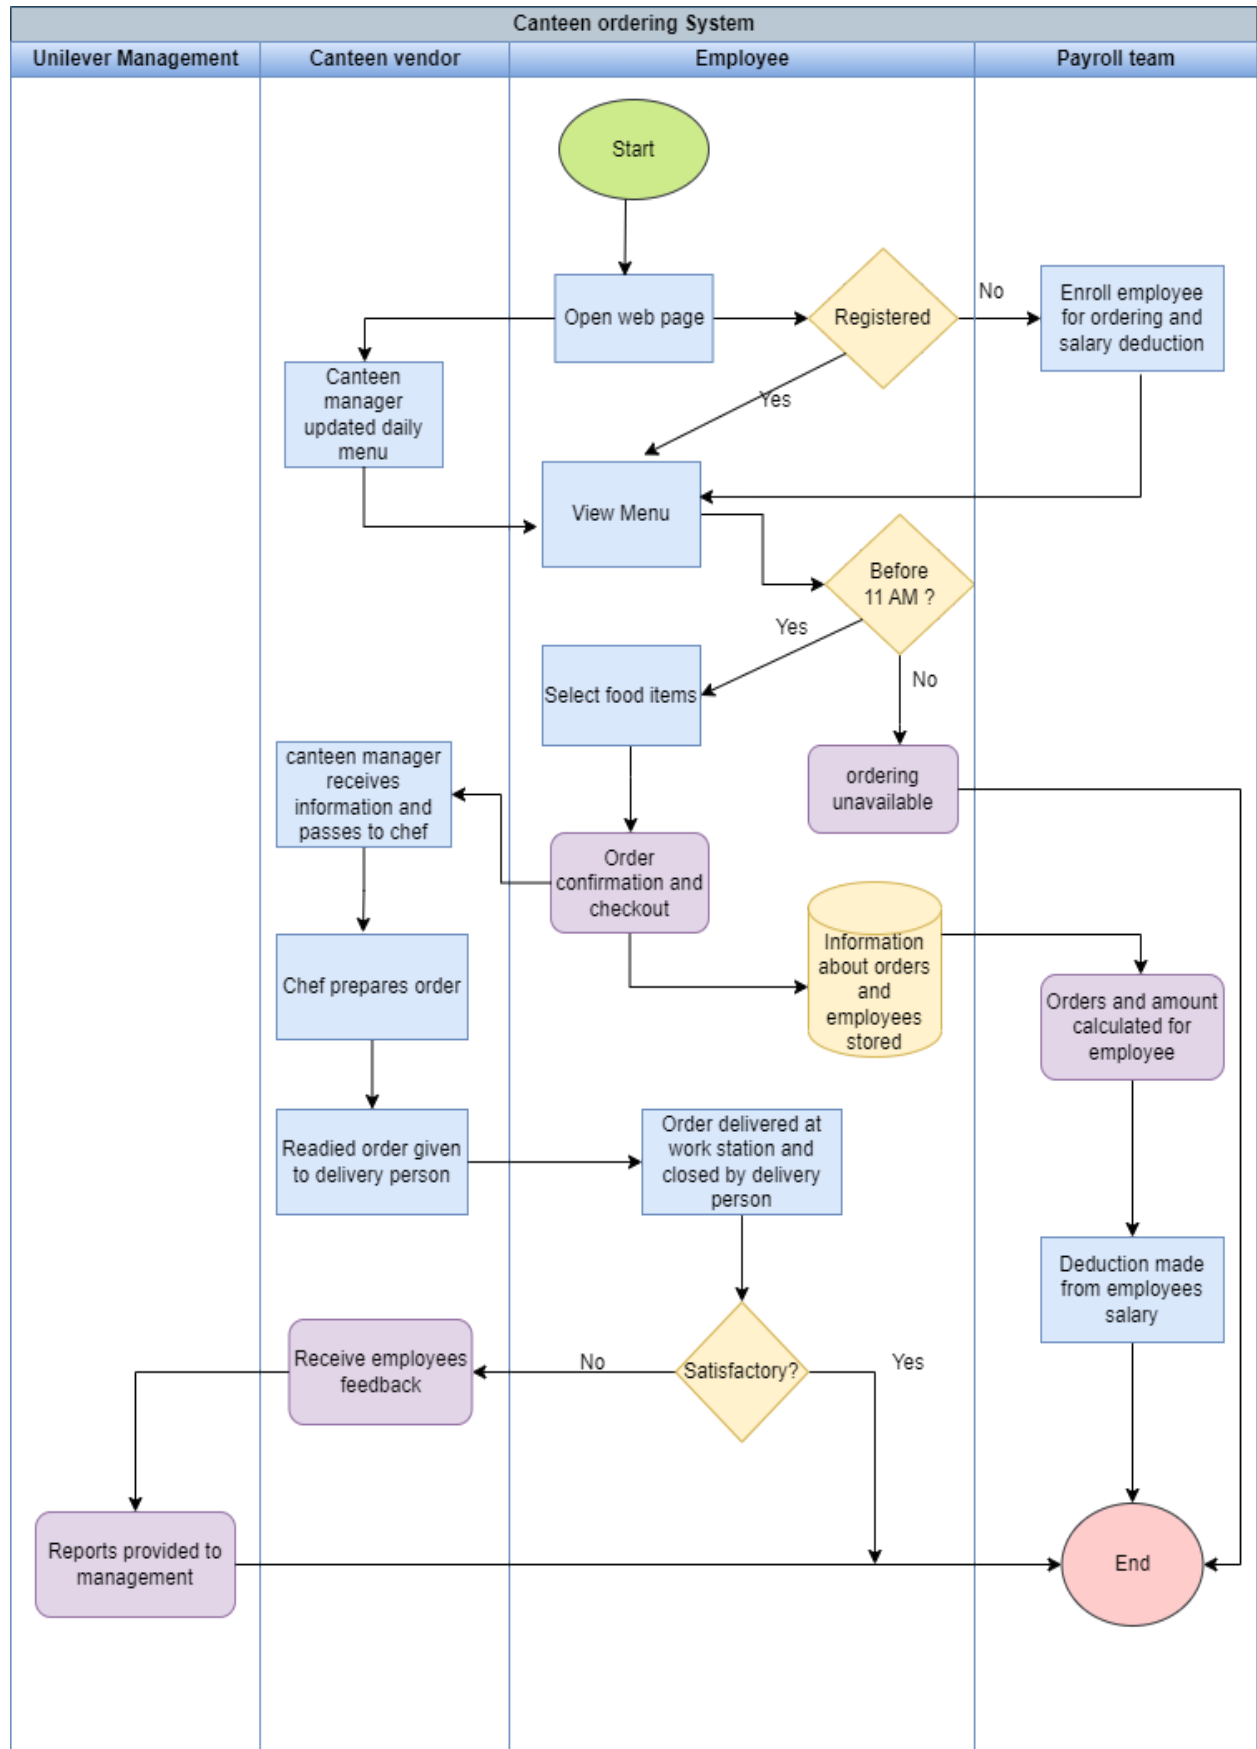 Canteen ordering System
Unilever Management
Canteen vendor
Employee
Payroll team
Start
Open web page
Registered
No
Enroll employee
for ordering and
salary deduction
Canteen
manager
updated daily
menu
Yes
View Menu
Before
11 AM ?
Yes
No
Select food items
canteen manager
receives
information and
passes to chef
ordering
unavailable
Order
confirmation and
checkout
Information
about orders
and
employees
stored
Chef prepares order
Orders and amount
calculated for
employee
Readied order given
to delivery person
Order delivered at
work station and
closed by delivery
person
Deduction made
from employees
salary
Receive employees
feedback
No
Satisfactory?
Yes
Reports provided to
management
End